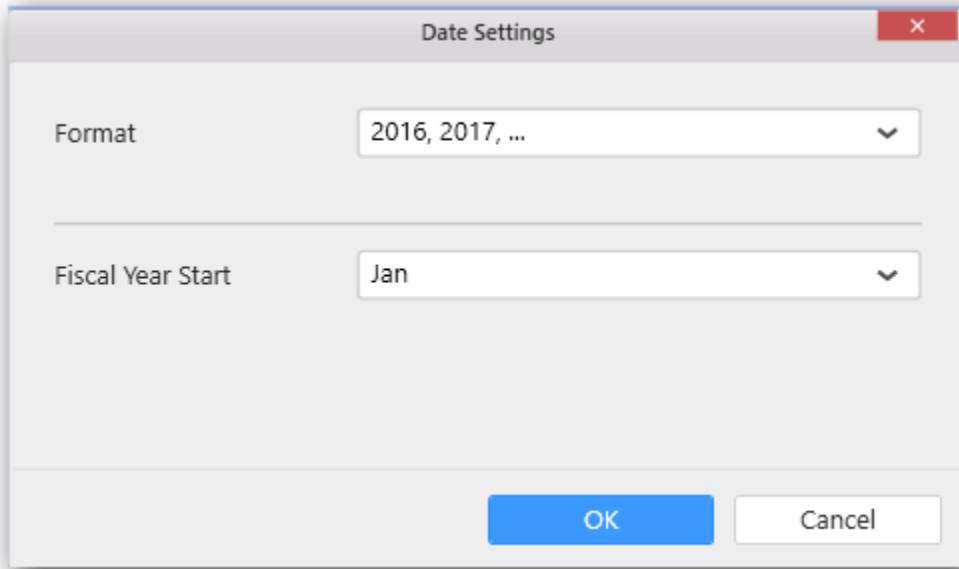 Date Settings
Format
2016, 2017, ...
Fiscal Year Start
Jan
OK
Cancel